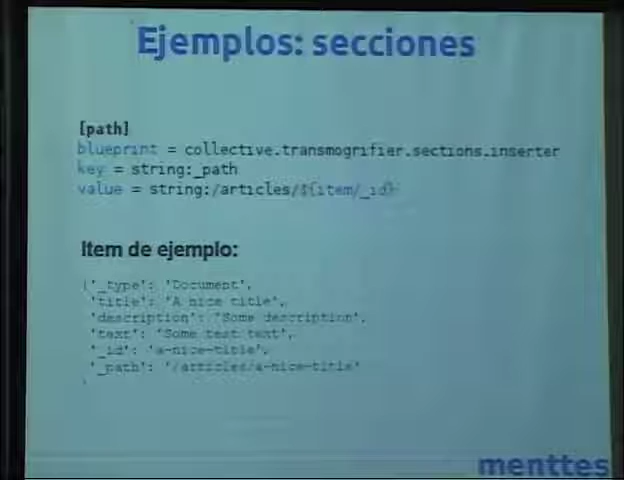 Ejemplos: secciones
[path]
blueprint = collective.transmogrifier.sections.inserter
key = string:_path
value = string:/articles/${item/_id}
Item de ejemplo:
{'_type': 'Document',
'title': 'A nice title',
'description': 'Some description',
'text': 'Some test text',
'_id': 'a-nice-title',
'_path': '/articles/a-nice-title'
menttes